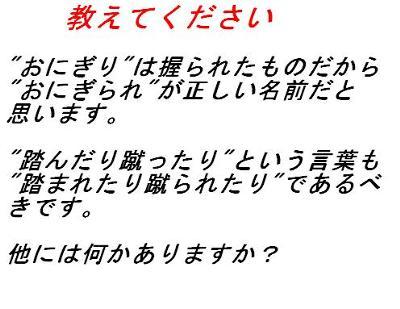 教えてください
"おにぎり"は握られたものだから
"おにぎられ"が正しい名前だと
思います。
"踏んだり蹴ったり"という言葉も
"踏まれたり蹴られたり"であるべ
きです。
他には何かありますか？